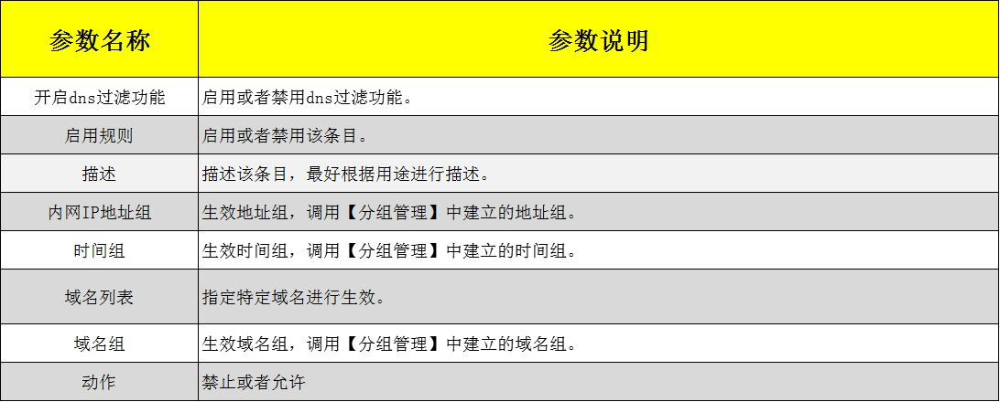 参数名称 参数说明
开启dns过滤功能 启用或者禁用dns过滤功能。
启用规则 启用或者禁用该条目。
描述 描述该条目，最好根据用途进行描述。
内网IP地址组 生效地址组，调用【分组管理】中建立的地址组。
时间组 生效时间组，调用【分组管理】中建立的时间组。
域名列表 指定特定域名进行生效。
域名组 生效域名组，调用【分组管理】中建立的域名组。
动作 禁止或者允许